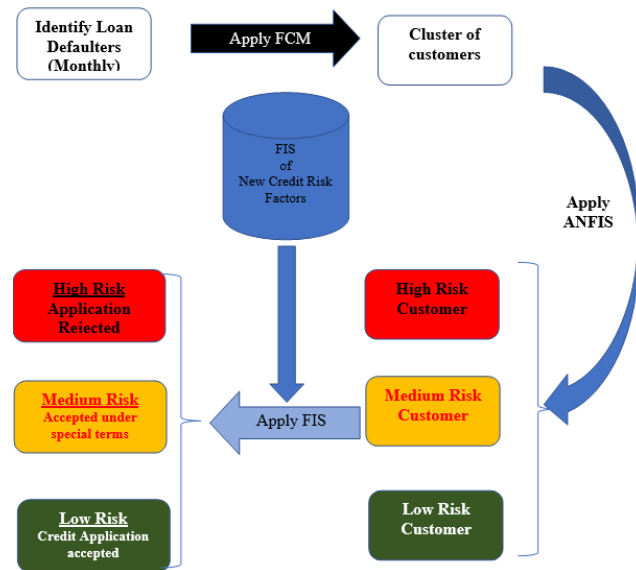 Identify Loan
Defaulters
(Monthly)
Apply FCM
Cluster of
customers
FIS
of
New Credit Risk
Factors
Apply
ANFIS
High Risk
Application
Rejected
High Risk
Customer
Medium Risk
Accepted under
special terms
Apply FIS
Medium Risk
Customer
Low Risk
Credit Application
accepted
Low Risk
Customer